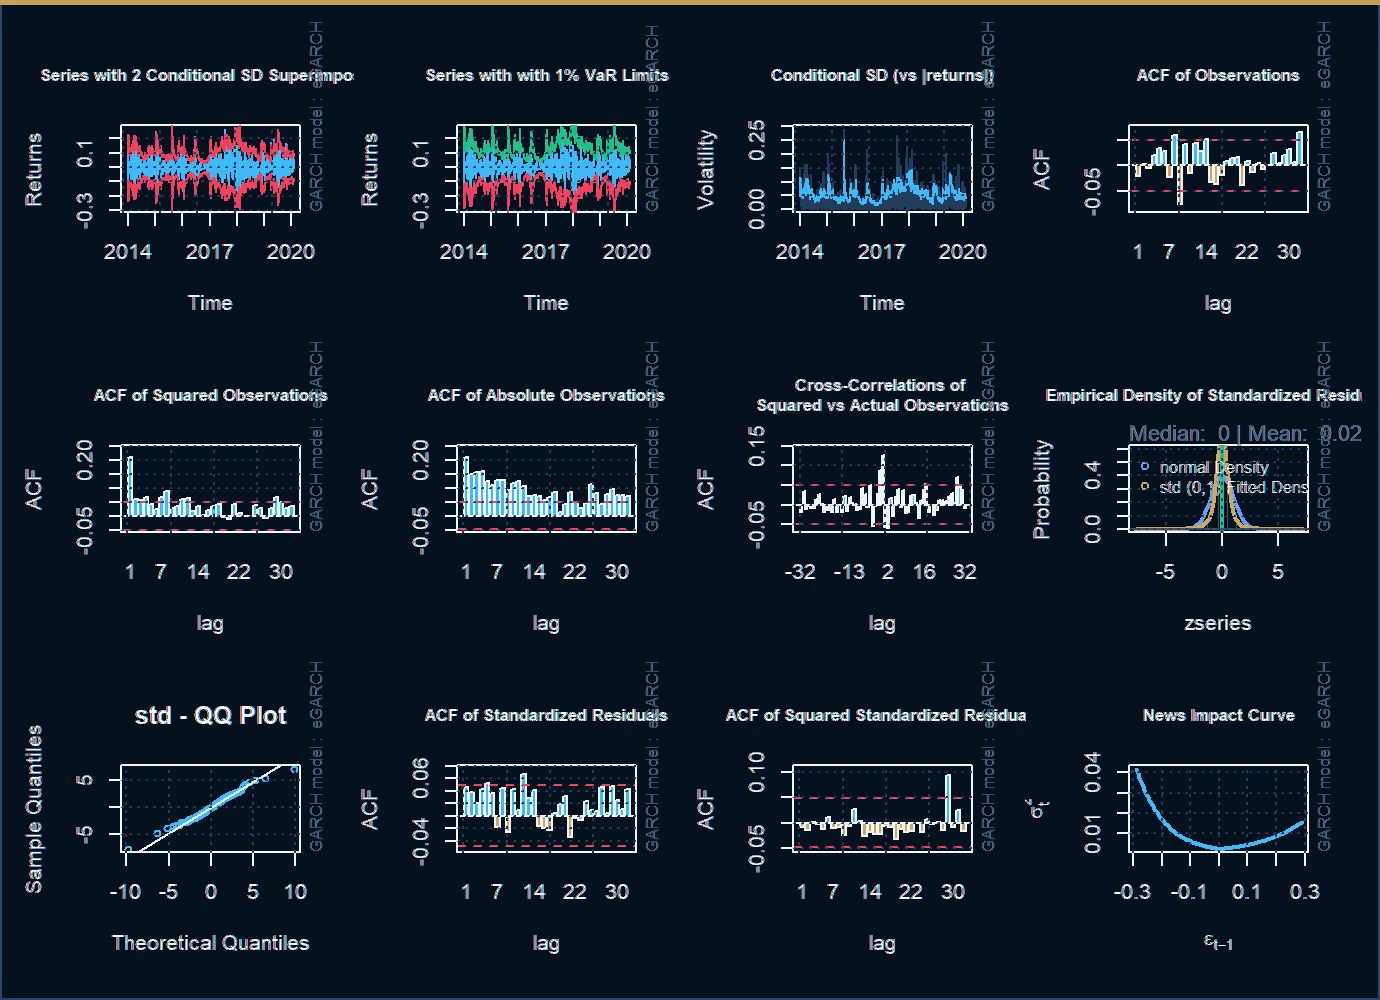 Series with 2 Conditional SD Superimpo
GARCH model : eGARCH
Returns
0.1
-0.3
2014 2017 2020
Time
Series with with 1% VaR Limits
GARCH model : eGARCH
Returns
0.1
-0.3
2014 2017 2020
Time
Conditional SD (vs |returns|)
GARCH model : eGARCH
Volatility
0.25
0.00
2014 2017 2020
Time
ACF of Observations
GARCH model : eGARCH
ACF
-0.05
1 7 14 22 30
lag
ACF of Squared Observations
GARCH model : eGARCH
ACF
0.20
-0.05
1 7 14 22 30
lag
ACF of Absolute Observations
GARCH model : eGARCH
ACF
0.20
-0.05
1 7 14 22 30
lag
Cross-Correlations of
Squared vs Actual Observations
GARCH model : eGARCH
ACF
0.15
-0.05
-32 -13 2 16 32
lag
Empirical Density of Standardized Resid
GARCH model : eGARCH
Median: 0 | Mean: 0.02
Probability
0.4
0.0
normal Density
std (0,1) Fitted Dens
-5 0 5
zseries
std - QQ Plot
GARCH model : eGARCH
Sample Quantiles
5
-5
-10 -5 0 5 10
Theoretical Quantiles
ACF of Standardized Residuals
GARCH model : eGARCH
ACF
0.06
-0.04
1 7 14 22 30
lag
ACF of Squared Standardized Residua
GARCH model : eGARCH
ACF
0.10
-0.05
1 7 14 22 30
lag
News Impact Curve
GARCH model : eGARCH
0.04
0.01
-0.3 -0.1 0.1 0.3
εt−1